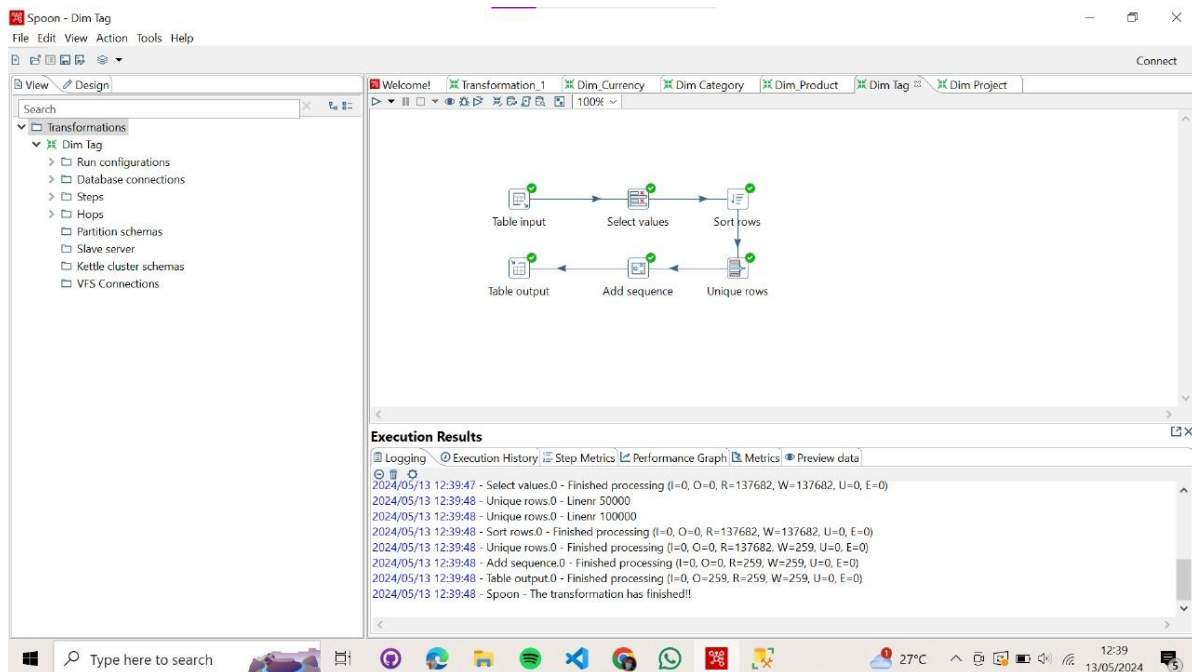 Spoon - Dim Tag
File Edit View Action Tools Help
Connect
View Design
Search
Transformations
Dim Tag
Run configurations
Database connections
Steps
Hops
Partition schemas
Slave server
Kettle cluster schemas
VFS Connections
Welcome! Transformation_1 Dim_Currency Dim Category Dim_Product Dim Tag Dim Project
100%
Table input Select values Sort rows
Table output Add sequence Unique rows
Execution Results
Logging Execution History Step Metrics Performance Graph Metrics Preview data
2024/05/13 12:39:47 - Select values.0 - Finished processing (I=0, O=0, R=137682, W=137682, U=0, E=0)
2024/05/13 12:39:48 - Unique rows.0 - Linenr 50000
2024/05/13 12:39:48 - Unique rows.0 - Linenr 100000
2024/05/13 12:39:48 - Sort rows.0 - Finished processing (I=0, O=0, R=137682, W=137682, U=0, E=0)
2024/05/13 12:39:48 - Unique rows.0 - Finished processing (I=0, O=0, R=137682, W=259, U=0, E=0)
2024/05/13 12:39:48 - Add sequence.0 - Finished processing (I=0, O=0, R=259, W=259, U=0, E=0)
2024/05/13 12:39:48 - Table output.0 - Finished processing (I=0, O=259, R=259, W=259, U=0, E=0)
2024/05/13 12:39:48 - Spoon - The transformation has finished!!
Type here to search
27°C
12:39
13/05/2024
5